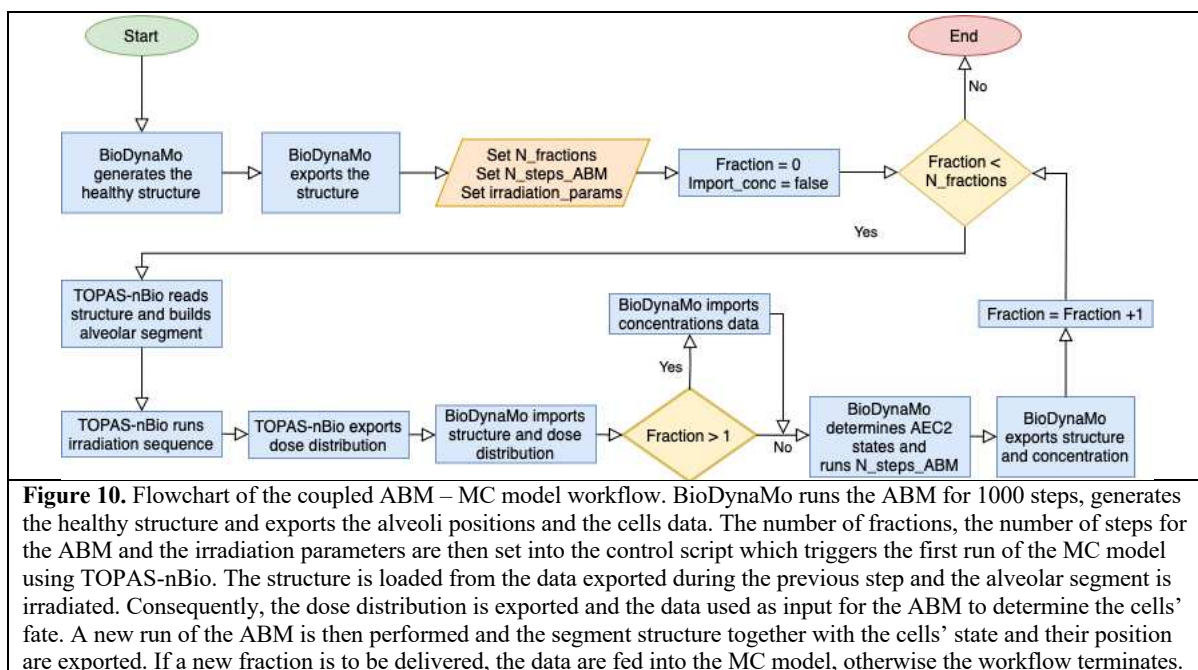 Start
End
No
BioDynaMo
generates the
healthy structure
BioDynaMo
exports the
structure
Set N_fractions
Set N_steps_ABM
Set irradiation_params
Fraction = 0
Import_conc = false
Fraction <
N_fractions
Yes
TOPAS-nBio reads
structure and builds
alveolar segment
BioDynaMo imports
concentrations data
Fraction = Fraction +1
Yes
TOPAS-nBio runs
irradiation sequence
TOPAS-nBio exports
dose distribution
BioDynaMo imports
structure and dose
distribution
Fraction > 1
No
BioDynaMo
determines AEC2
states and
runs N_steps_ABM
BioDynaMo
exports structure
and concentration
Figure 10. Flowchart of the coupled ABM – MC model workflow. BioDynaMo runs the ABM for 1000 steps, generates
the healthy structure and exports the alveoli positions and the cells data. The number of fractions, the number of steps for
the ABM and the irradiation parameters are then set into the control script which triggers the first run of the MC model
using TOPAS-nBio. The structure is loaded from the data exported during the previous step and the alveolar segment is
irradiated. Consequently, the dose distribution is exported and the data used as input for the ABM to determine the cells’
fate. A new run of the ABM is then performed and the segment structure together with the cells’ state and their position
are exported. If a new fraction is to be delivered, the data are fed into the MC model, otherwise the workflow terminates.